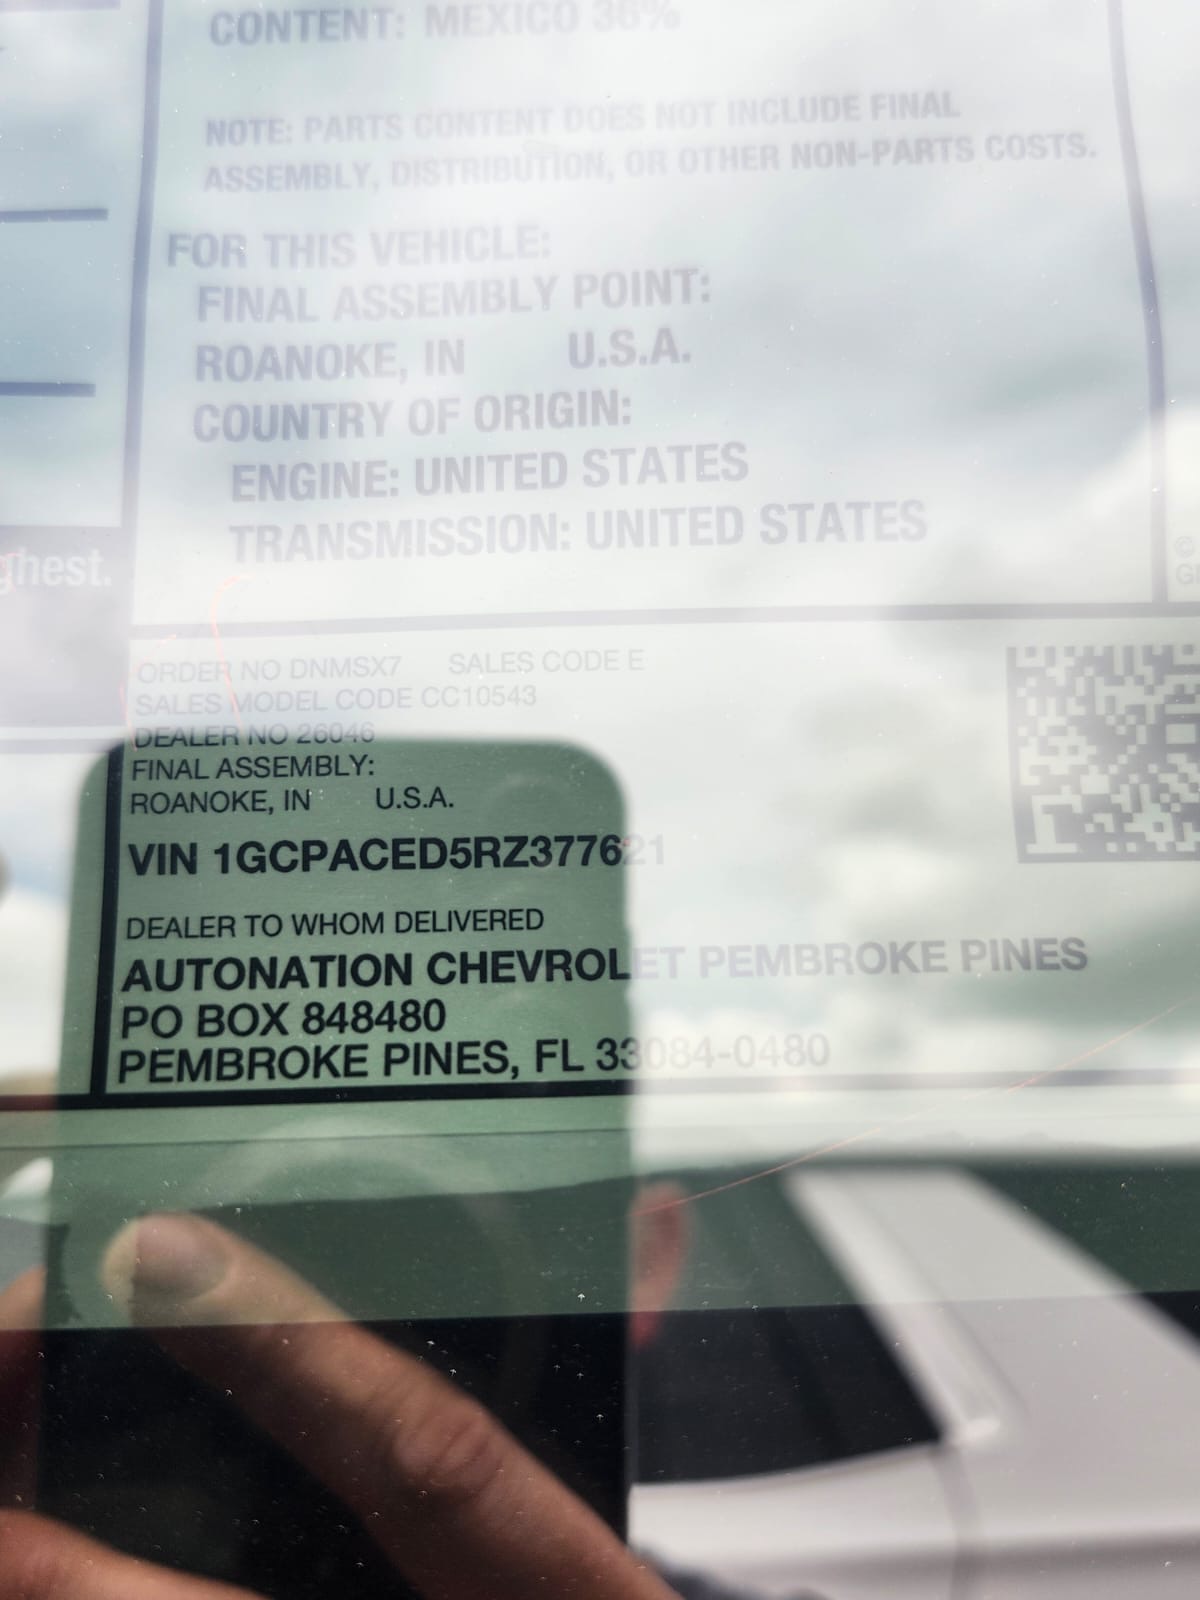 CONTENT: MEXICO 36%
NOTE: PARTS CONTENT DOES NOT INCLUDE FINAL
ASSEMBLY, DISTRIBUTION, OR OTHER NON-PARTS COSTS.
FOR THIS VEHICLE:
FINAL ASSEMBLY POINT:
ROANOKE, IN U.S.A.
COUNTRY OF ORIGIN:
ENGINE: UNITED STATES
TRANSMISSION: UNITED STATES
ghest.
©
ORDER NO DNMSX7 SALES CODE E
SALES MODEL CODE CC10543
DEALER NO 26046
FINAL ASSEMBLY:
ROANOKE, IN U.S.A.
VIN 1GCPACED5RZ377621
DEALER TO WHOM DELIVERED
AUTONATION CHEVROLET PEMBROKE PINES
PO BOX 848480
PEMBROKE PINES, FL 33084-0480